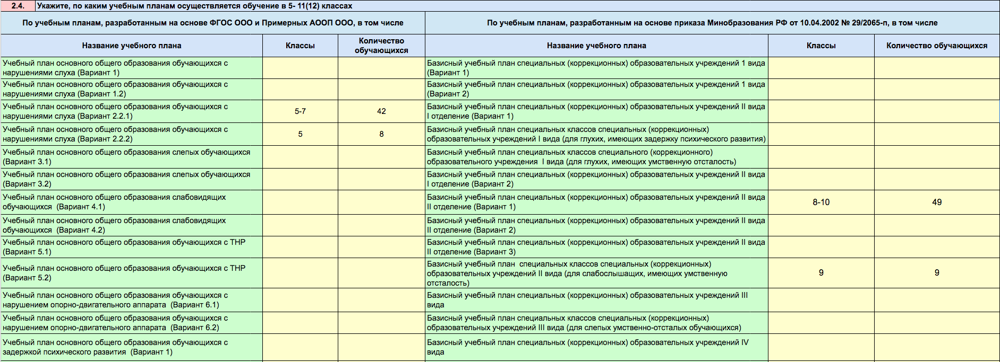 2.4. Укажите, по каким учебным планам осуществляется обучение в 5- 11(12) классах
По учебным планам, разработанным на основе ФГОС ООО и Примерных АООП ООО, в том числе
По учебным планам, разработанным на основе приказа Минобразования РФ от 10.04.2002 № 29/2065-п, в том числе
Название учебного плана
Классы
Количество
обучающихся
Название учебного плана
Классы
Количество обучающихся
Учебный план основного общего образования обучающихся с
нарушениями слуха (Вариант 1)
Базисный учебный план специальных (коррекционных) образовательных учреждений 1 вида
(Вариант 1)
Учебный план основного общего образования обучающихся с
нарушениями слуха (Вариант 1.2)
Базисный учебный план специальных (коррекционных) образовательных учреждений 1 вида
(Вариант 2)
Учебный план основного общего образования обучающихся с
нарушениями слуха (Вариант 2.2.1)
5-7
42
Базисный учебный план специальных (коррекционных) образовательных учреждений II вида
I отделение (Вариант 1)
Учебный план основного общего образования обучающихся с
нарушениями слуха (Вариант 2.2.2)
5
8
Базисный учебный план специальных классов специальных (коррекционных)
образовательных учреждений I вида (для глухих, имеющих задержку психического развития)
Учебный план основного общего образования слепых обучающихся
(Вариант 3.1)
Базисный учебный план специальных классов специального (коррекционного)
образовательного учреждения I вида (для глухих, имеющих умственную отсталость)
Учебный план основного общего образования слепых обучающихся
(Вариант 3.2)
Базисный учебный план специальных (коррекционных) образовательных учреждений II вида
I отделение (Вариант 2)
Учебный план основного общего образования слабовидящих
обучающихся (Вариант 4.1)
Базисный учебный план специальных (коррекционных) образовательных учреждений II вида
II отделение (Вариант 1)
8-10
49
Учебный план основного общего образования слабовидящих
обучающихся (Вариант 4.2)
Базисный учебный план специальных (коррекционных) образовательных учреждений II вида
II отделение (Вариант 2)
Учебный план основного общего образования обучающихся с ТНР
(Вариант 5.1)
Базисный учебный план специальных (коррекционных) образовательных учреждений II вида
II отделение (Вариант 3)
Учебный план основного общего образования обучающихся с ТНР
(Вариант 5.2)
Базисный учебный план специальных классов специальных (коррекционных)
образовательных учреждений II вида (для слабослышащих, имеющих умственную
отсталость)
9
9
Учебный план основного общего образования обучающихся с
нарушением опорно-двигательного аппарата (Вариант 6.1)
Базисный учебный план специальных (коррекционных) образовательных учреждений III
вида
Учебный план основного общего образования обучающихся с
нарушением опорно-двигательного аппарата (Вариант 6.2)
Базисный учебный план специальных классов специальных (коррекционных)
образовательных учреждений III вида (для слепых умственно-отсталых обучающихся)
Учебный план основного общего образования обучающихся с
задержкой психического развития (Вариант 1)
Базисный учебный план специальных (коррекционных) образовательных учреждений IV
вида